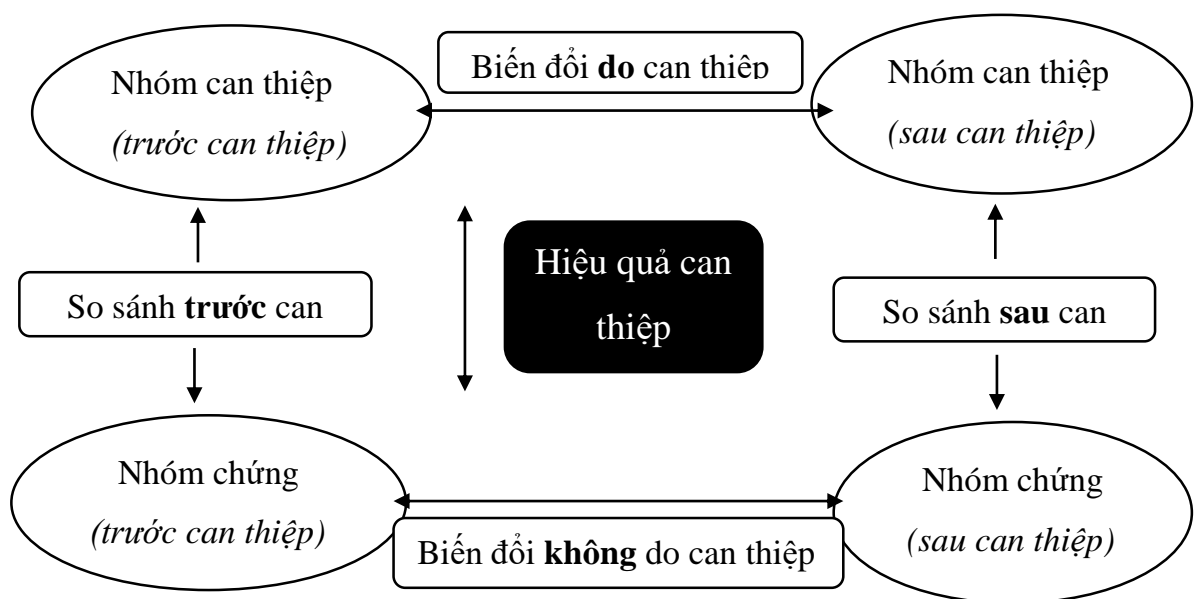 Nhóm can thiệp
(trước can thiệp)
Biến đổi do can thiệp
Nhóm can thiệp
(sau can thiệp)
So sánh trước can
Hiệu quả can
thiệp
So sánh sau can
Nhóm chứng
(trước can thiệp)
Biến đổi không do can thiệp
Nhóm chứng
(sau can thiệp)